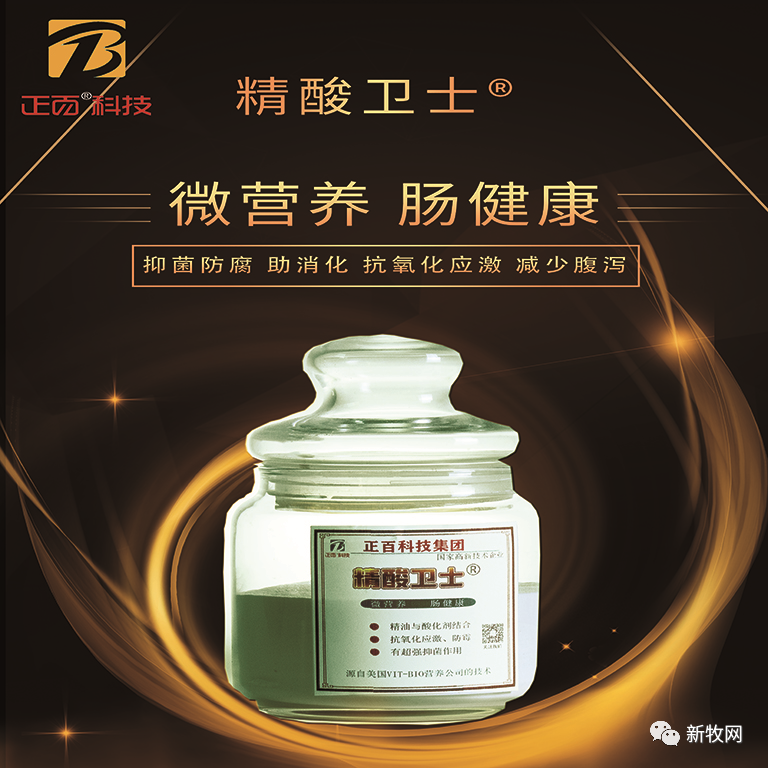 正百®科技
精酸卫士®
微营养 肠健康
抑菌防腐 助消化 抗氧化应激 减少腹泻
正百®科技
正百科技集团
国家高新技术企业
精酸卫士®
微营养 肠健康
● 精油与酸化剂结合
● 抗氧化应激、防霉
● 有超强抑菌作用
源自美国VIT-BIO营养公司的技术
新牧网